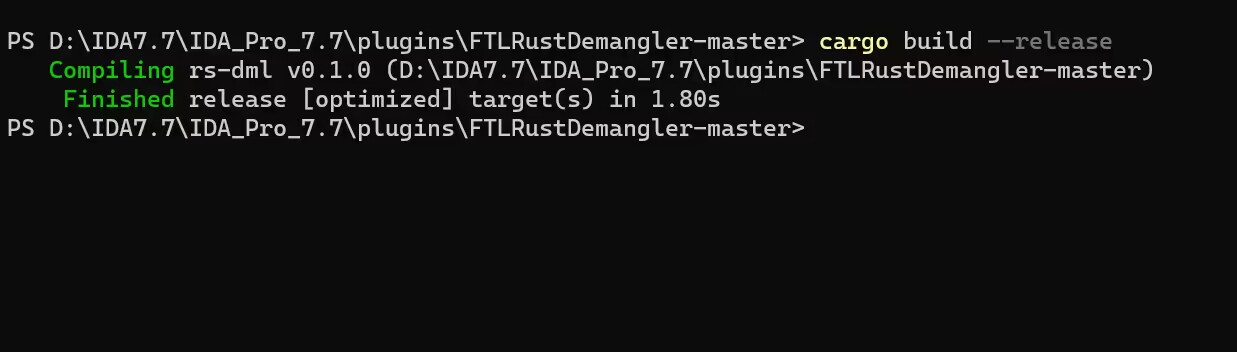 PS D:\IDA7.7\IDA_Pro_7.7\plugins\FTLRustDemangler-master> cargo build --release
   Compiling rs-dml v0.1.0 (D:\IDA7.7\IDA_Pro_7.7\plugins\FTLRustDemangler-master)
    Finished release [optimized] target(s) in 1.80s
PS D:\IDA7.7\IDA_Pro_7.7\plugins\FTLRustDemangler-master>